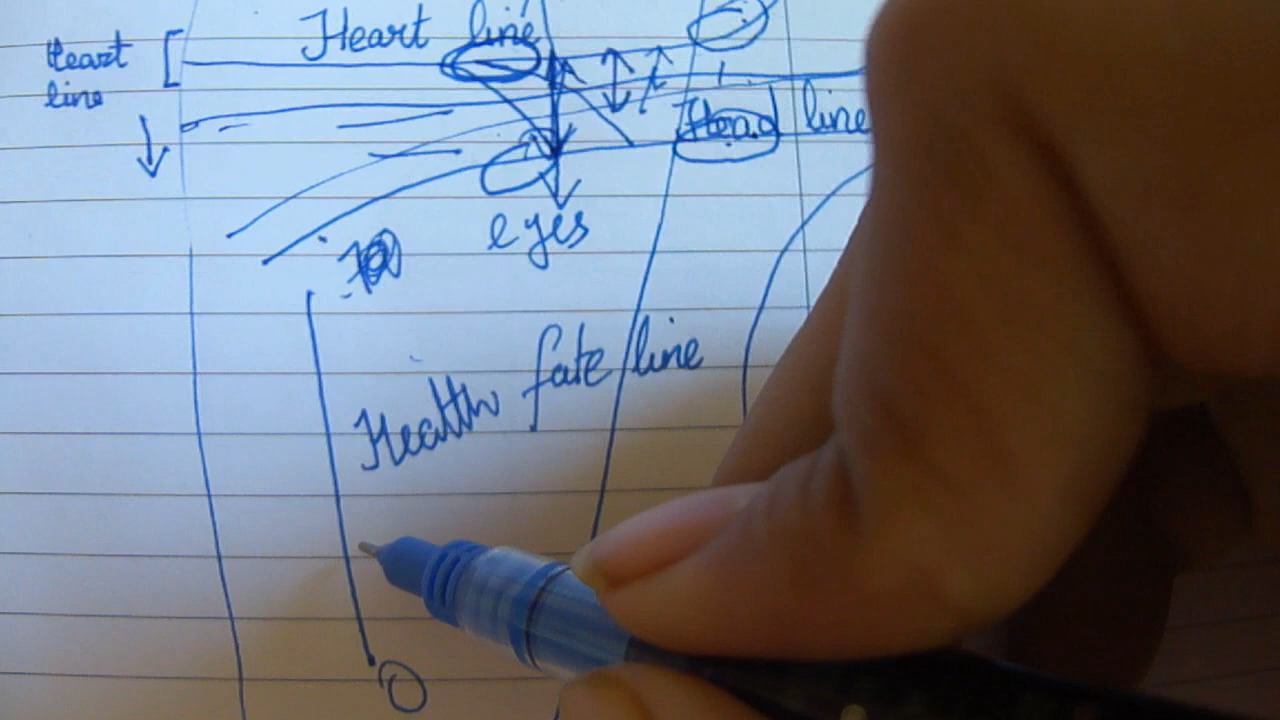 Heart line
Heart
line
Head line
eyes
Health fate line